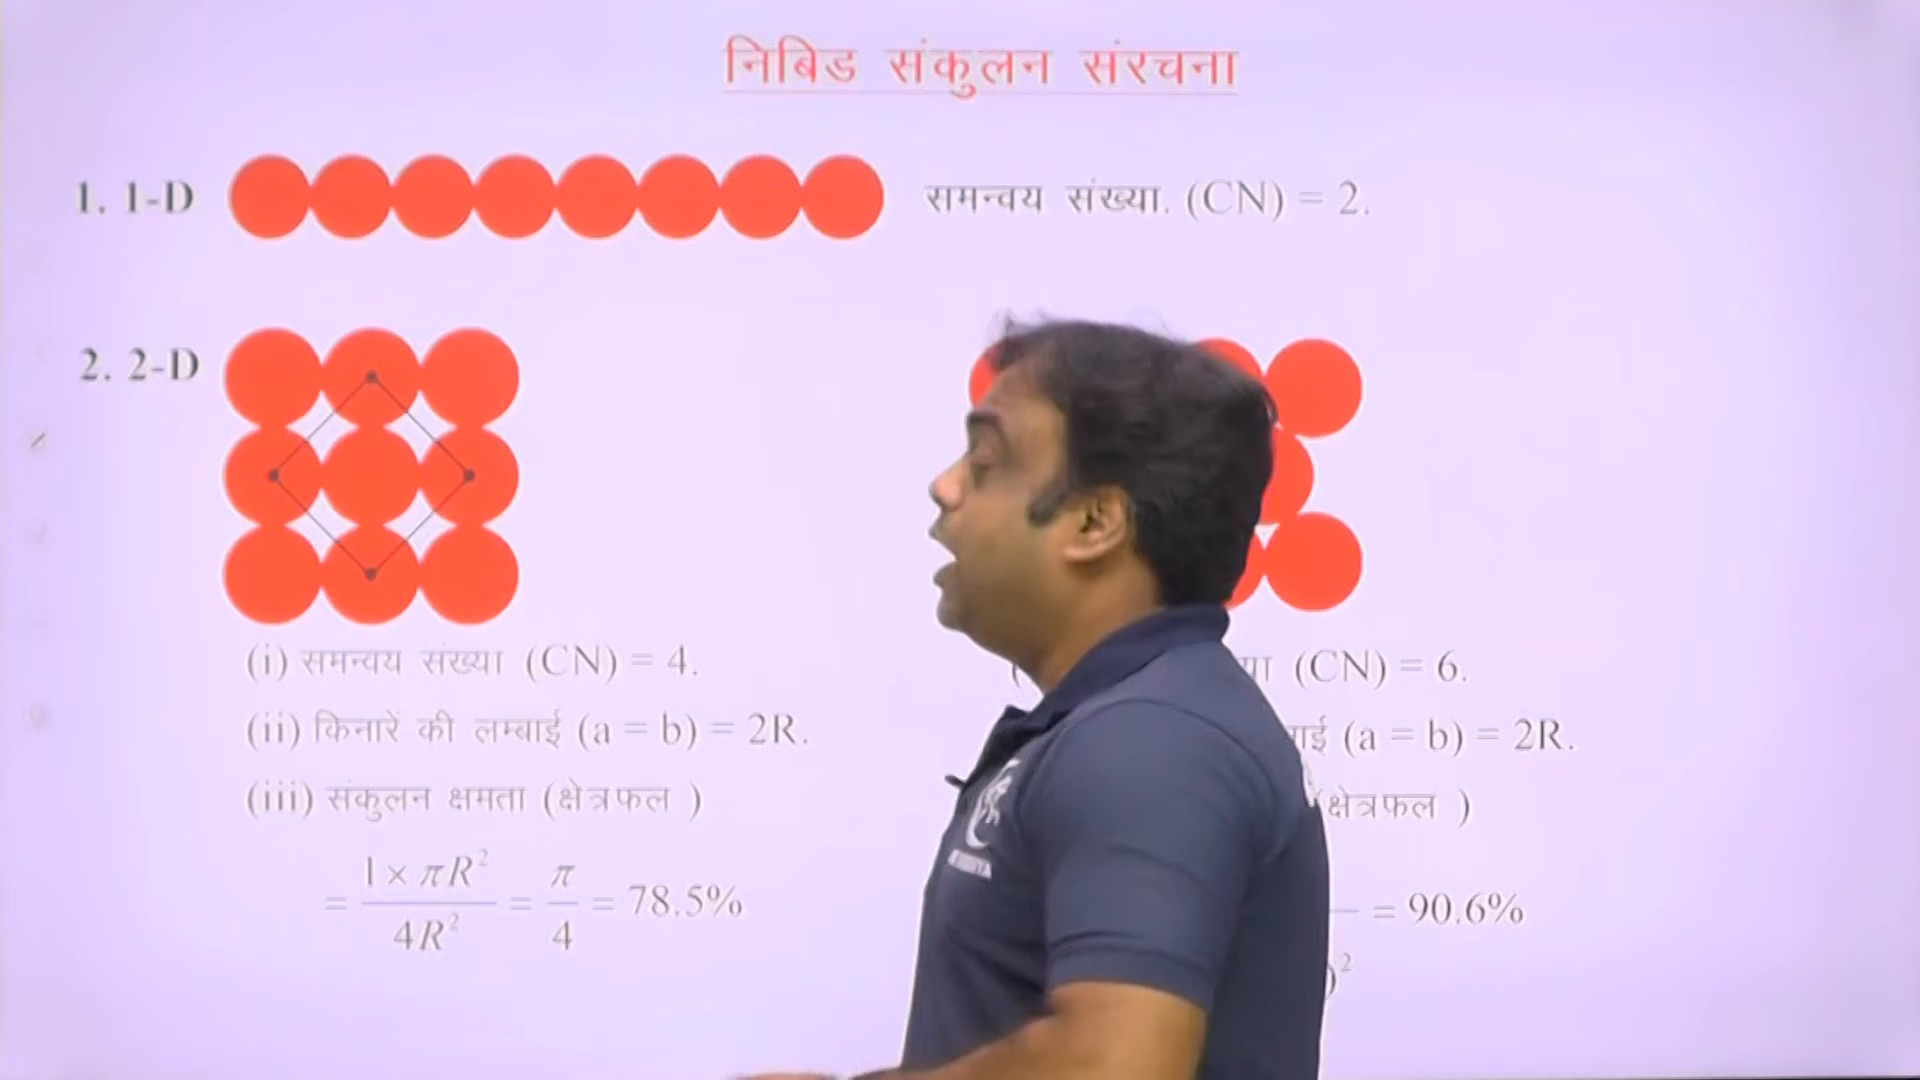 निबिड संकुलन संरचना
1. 1-D
समन्वय संख्या. (CN) = 2.
2. 2-D
(i) समन्वय संख्या (CN) = 4.
(ii) किनारें की लम्बाई (a = b) = 2R.
(iii) संकुलन क्षमता (क्षेत्रफल )
= 1 × πR² / 4R² = π / 4 = 78.5%
(CN) = 6.
(a = b) = 2R.
(क्षेत्रफल )
= 90.6%
)²